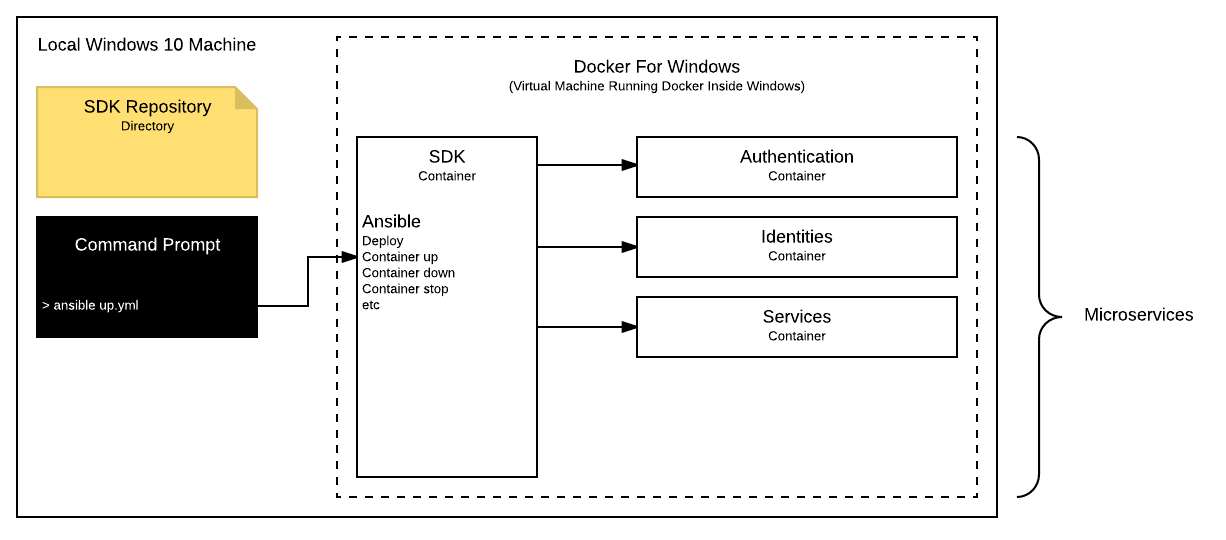 Local Windows 10 Machine
SDK Repository
Directory
Command Prompt
> ansible up.yml
Docker For Windows
(Virtual Machine Running Docker Inside Windows)
SDK
Container
Ansible
Deploy
Container up
Container down
Container stop
etc
Authentication
Container
Identities
Container
Services
Container
Microservices